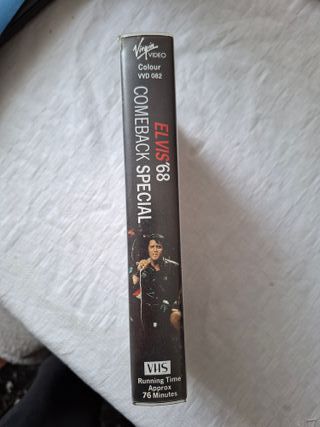 Virgin
VIDEO
Colour
VVD 082
ELVIS '68
COMEBACK SPECIAL
VHS
Running Time
Approx
76 Minutes